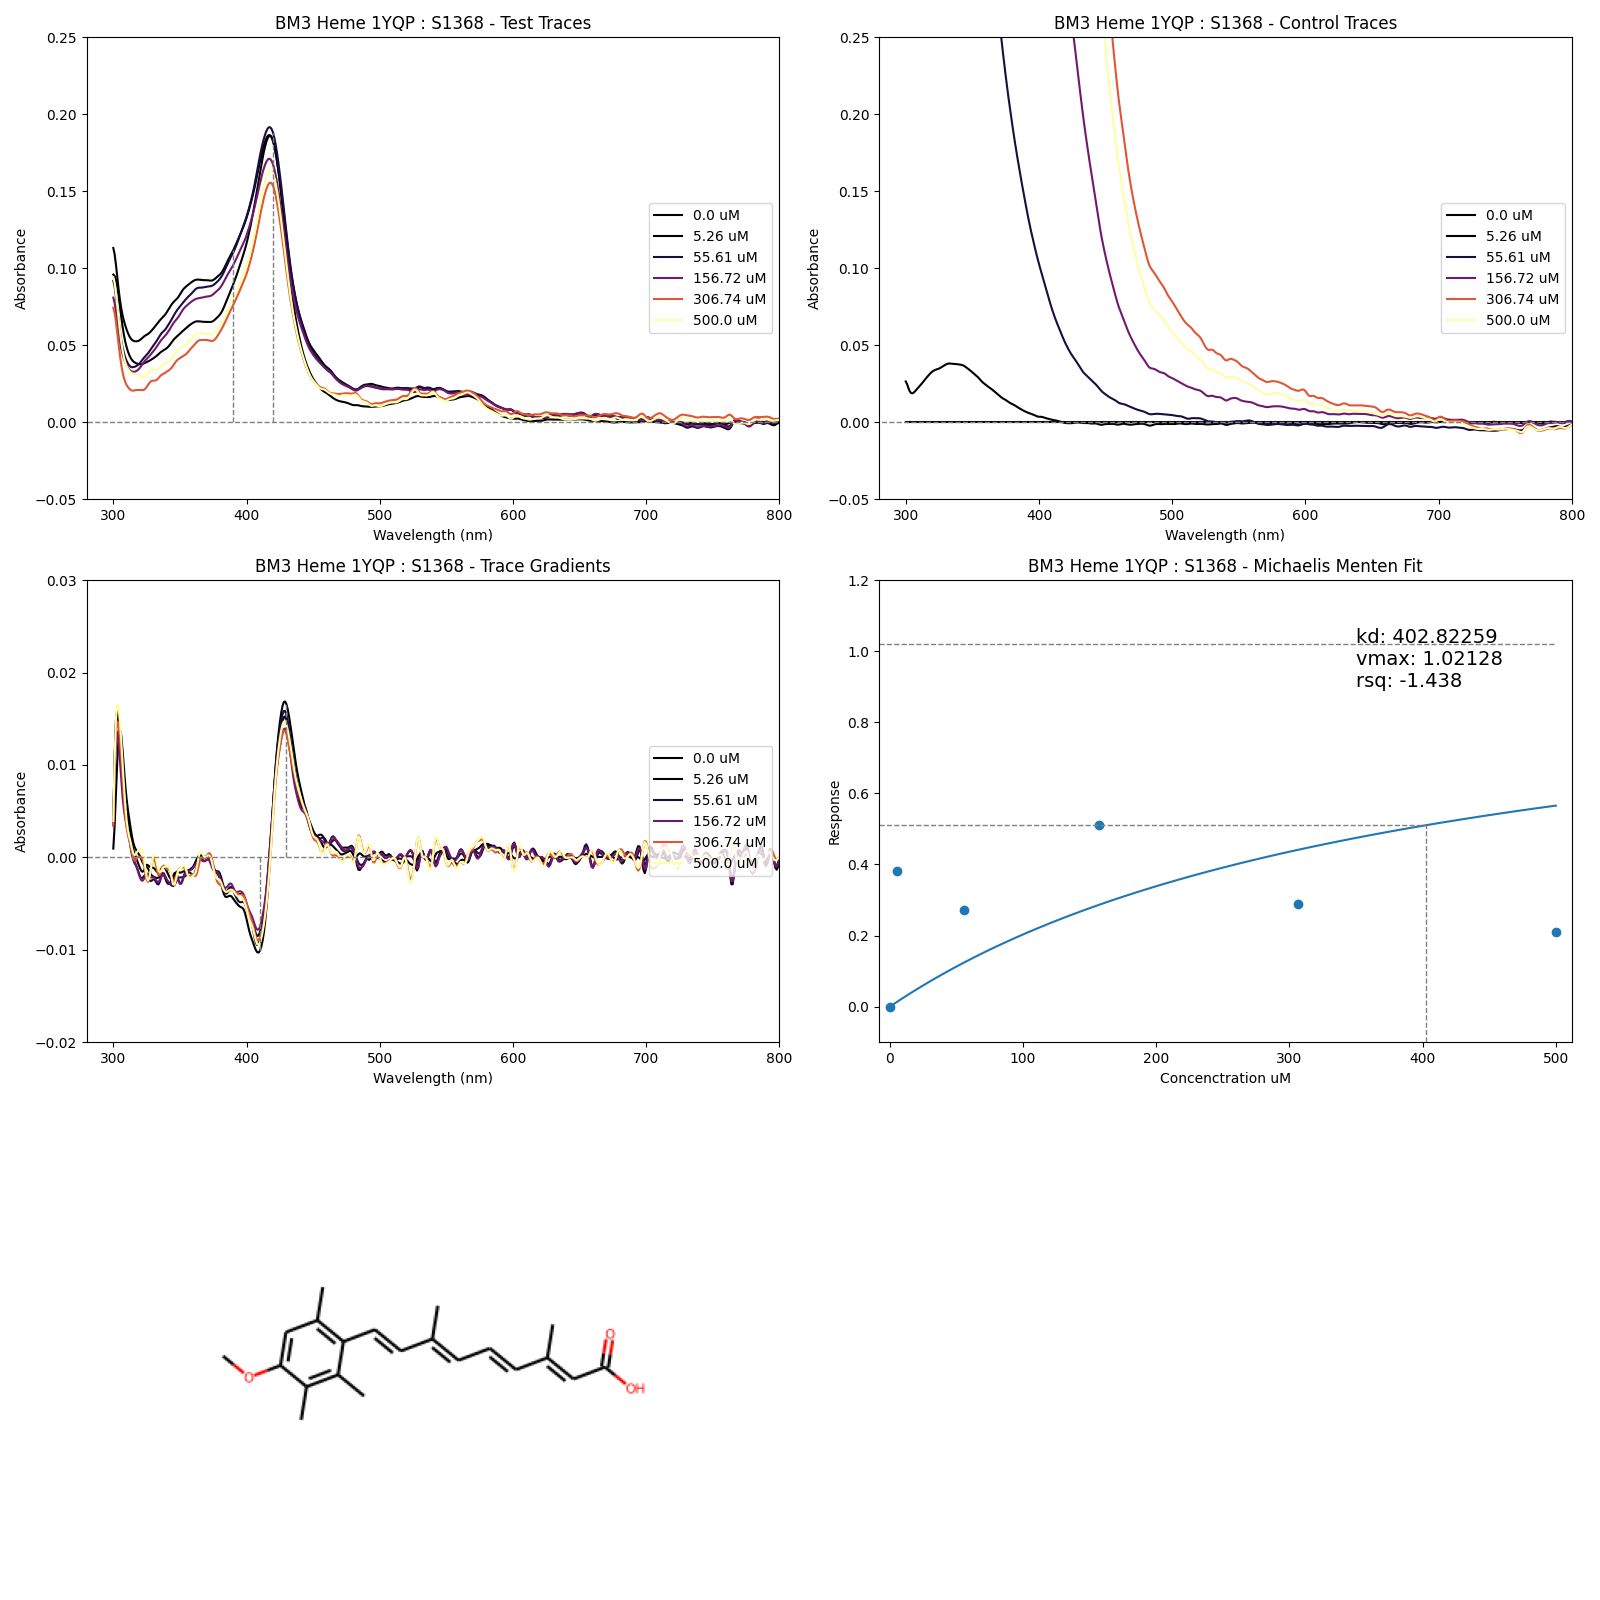 BM3 Heme 1YQP : S1368 - Test Traces
0.25
0.20
0.15
0.10
0.05
0.00
−0.05
Absorbance
300
400
500
600
700
800
Wavelength (nm)
0.0 uM
5.26 uM
55.61 uM
156.72 uM
306.74 uM
500.0 uM
BM3 Heme 1YQP : S1368 - Control Traces
0.25
0.20
0.15
0.10
0.05
0.00
−0.05
Absorbance
300
400
500
600
700
800
Wavelength (nm)
0.0 uM
5.26 uM
55.61 uM
156.72 uM
306.74 uM
500.0 uM
BM3 Heme 1YQP : S1368 - Trace Gradients
0.03
0.02
0.01
0.00
−0.01
−0.02
Absorbance
300
400
500
600
700
800
Wavelength (nm)
0.0 uM
5.26 uM
55.61 uM
156.72 uM
306.74 uM
500.0 uM
BM3 Heme 1YQP : S1368 - Michaelis Menten Fit
1.2
1.0
0.8
0.6
0.4
0.2
0.0
Response
kd: 402.82259
vmax: 1.02128
rsq: -1.438
0
100
200
300
400
500
Concenctration uM
O
O
OH